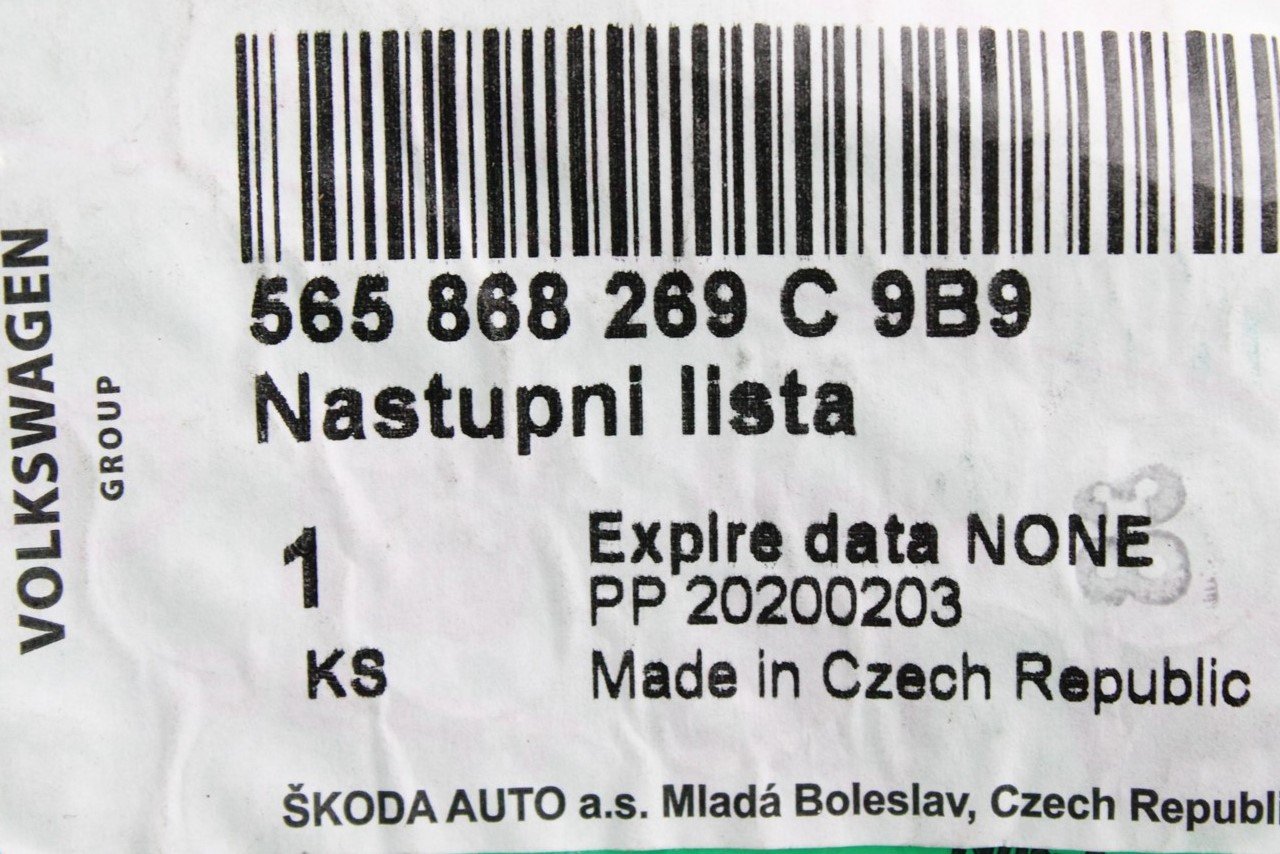 VOLKSWAGEN
GROUP
565 868 269 C 9B9
Nastupni lista
1
KS
Expire data NONE
PP 20200203
Made in Czech Republic
ŠKODA AUTO a.s. Mladá Boleslav, Czech Republi